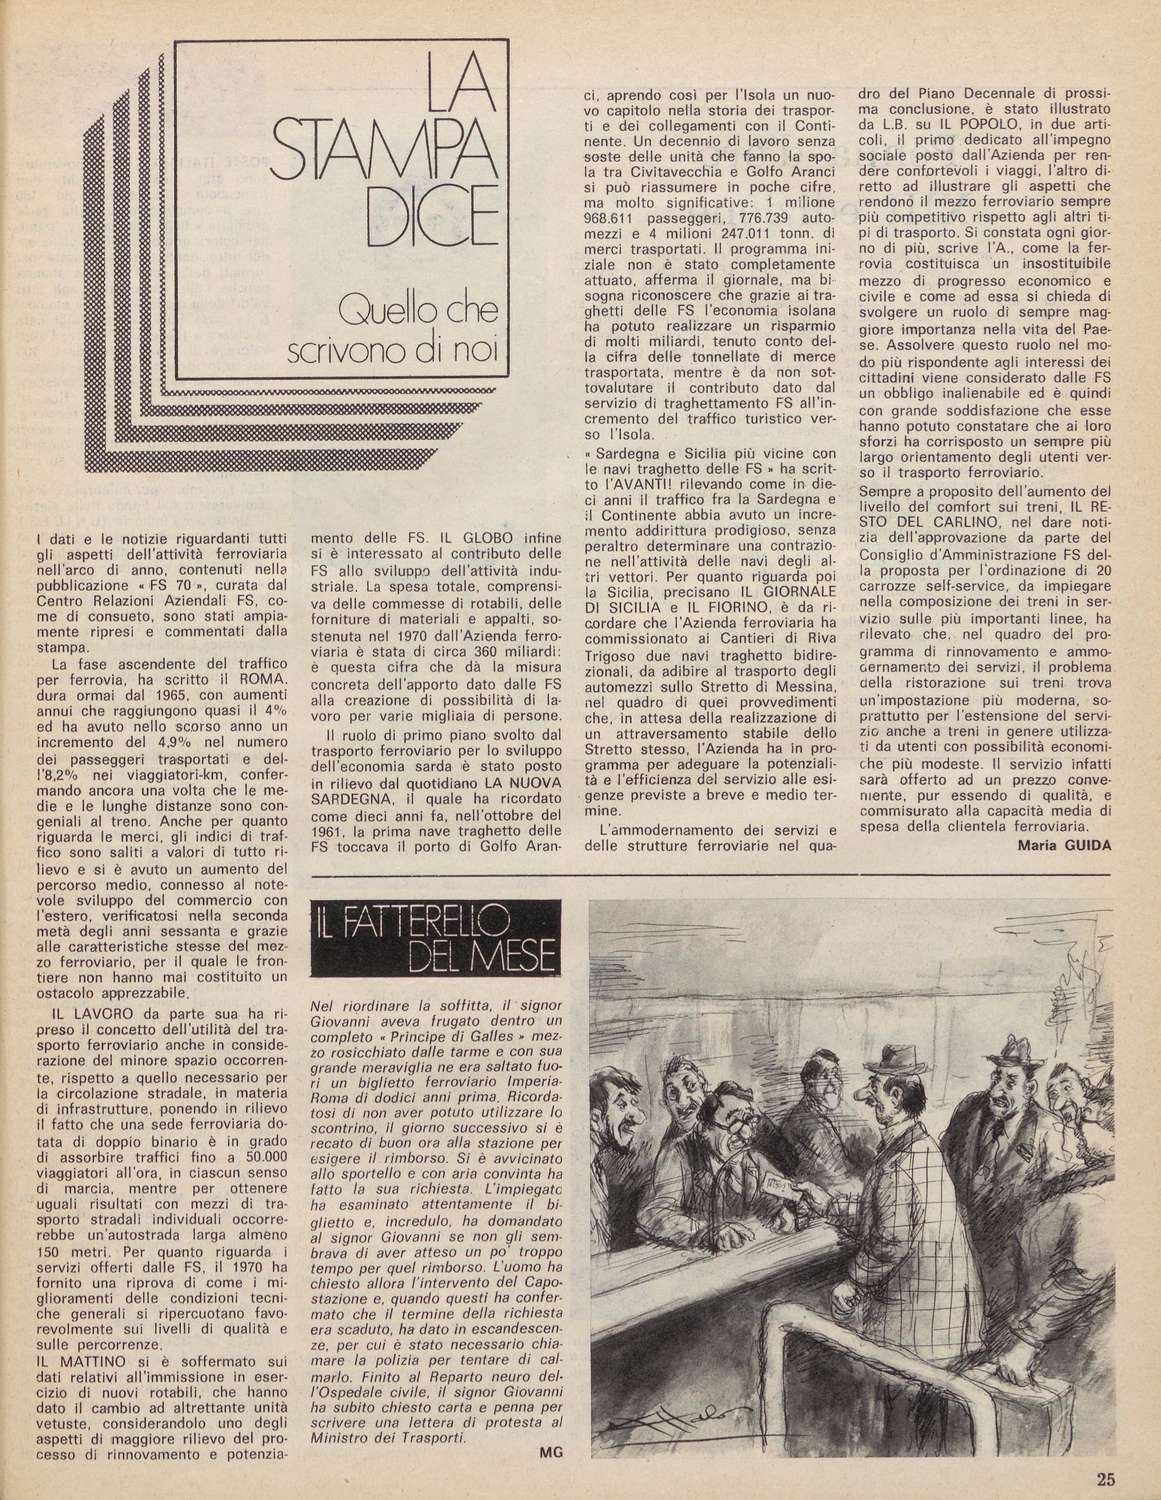 LA
STAMPA
DICE
Quello che
scrivono di noi
I dati e le notizie riguardanti tutti
gli aspetti dell'attività ferroviaria
nell'arco di anno, contenuti nella
pubblicazione « FS 70 », curata dal
Centro Relazioni Aziendali FS, co-
me di consueto, sono stati ampia-
mente ripresi e commentati dalla
stampa.
La fase ascendente del traffico
per ferrovia, ha scritto il ROMA,
dura ormai dal 1965, con aumenti
annui che raggiungono quasi il 4%
ed ha avuto nello scorso anno un
incremento del 4,9% nel numero
dei passeggeri trasportati e del-
l'8,2% nei viaggiatori-km, confer-
mando ancora una volta che le me-
die e le lunghe distanze sono con-
geniali al treno. Anche per quanto
riguarda le merci, gli indici di traf-
fico sono saliti a valori di tutto ri-
lievo e si è avuto un aumento del
percorso medio, connesso al note-
vole sviluppo del commercio con
l'estero, verificatosi nella seconda
metà degli anni sessanta e grazie
alle caratteristiche stesse del mez-
zo ferroviario, per il quale le fron-
tiere non hanno mai costituito un
ostacolo apprezzabile.
IL LAVORO da parte sua ha ri-
preso il concetto dell'utilità del tra-
sporto ferroviario anche in conside-
razione del minore spazio occorren-
te, rispetto a quello necessario per
la circolazione stradale, in materia
di infrastrutture, ponendo in rilievo
il fatto che una sede ferroviaria do-
tata di doppio binario è in grado
di assorbire traffici fino a 50.000
viaggiatori all'ora, in ciascun senso
di marcia, mentre per ottenere
uguali risultati con mezzi di tra-
sporto stradali individuali occorre-
rebbe un'autostrada larga almeno
150 metri. Per quanto riguarda i
servizi offerti dalle FS, il 1970 ha
fornito una riprova di come i mi-
glioramenti delle condizioni tecni-
che generali si ripercuotano favo-
revolmente sui livelli di qualità e
sulle percorrenze.
IL MATTINO si è soffermato sui
dati relativi all'immissione in eser-
cizio di nuovi rotabili, che hanno
dato il cambio ad altrettante unità
vetuste, considerandolo uno degli
aspetti di maggiore rilievo del pro-
cesso di rinnovamento e potenzia-
mento delle FS. IL GLOBO infine
si è interessato al contributo delle
FS allo sviluppo dell'attività indu-
striale. La spesa totale, comprensi-
va delle commesse di rotabili, delle
forniture di materiali e appalti, so-
stenuta nel 1970 dall'Azienda ferro-
viaria è stata di circa 360 miliardi:
è questa cifra che dà la misura
concreta dell'apporto dato dalle FS
alla creazione di possibilità di la-
voro per varie migliaia di persone.
Il ruolo di primo piano svolto dal
trasporto ferroviario per lo sviluppo
dell'economia sarda è stato posto
in rilievo dal quotidiano LA NUOVA
SARDEGNA, il quale ha ricordato
come dieci anni fa, nell'ottobre del
1961, la prima nave traghetto delle
FS toccava il porto di Golfo Aran-
ci, aprendo così per l'Isola un nuo-
vo capitolo nella storia dei traspor-
ti e dei collegamenti con il Conti-
nente. Un decennio di lavoro senza
soste delle unità che fanno la spo-
la tra Civitavecchia e Golfo Aranci
si può riassumere in poche cifre,
ma molto significative: 1 milione
968.611 passeggeri, 776.739 auto-
mezzi e 4 milioni 247.011 tonn. di
merci trasportati. Il programma ini-
ziale non è stato completamente
attuato, afferma il giornale, ma bi-
sogna riconoscere che grazie ai tra-
ghetti delle FS l'economia isolana
ha potuto realizzare un risparmio
di molti miliardi, tenuto conto del-
la cifra delle tonnellate di merce
trasportata, mentre è da non sot-
tovalutare il contributo dato dal
servizio di traghettamento FS all'in-
cremento del traffico turistico ver-
so l'Isola.
« Sardegna e Sicilia più vicine con
le navi traghetto delle FS » ha scrit-
to l'AVANTI! rilevando come in die-
ci anni il traffico fra la Sardegna e
il Continente abbia avuto un incre-
mento addirittura prodigioso, senza
peraltro determinare una contrazio-
ne nell'attività delle navi degli al-
tri vettori. Per quanto riguarda poi
la Sicilia, precisano IL GIORNALE
DI SICILIA e IL FIORINO, è da ri-
cordare che l'Azienda ferroviaria ha
commissionato ai Cantieri di Riva
Trigoso due navi traghetto bidire-
zionali, da adibire al trasporto degli
automezzi sullo Stretto di Messina,
nel quadro di quei provvedimenti
che, in attesa della realizzazione di
un attraversamento stabile dello
Stretto stesso, l'Azienda ha in pro-
gramma per adeguare la potenziali-
tà e l'efficienza del servizio alle esi-
genze previste a breve e medio ter-
mine.
L'ammodernamento dei servizi e
delle strutture ferroviarie nel qua-
dro del Piano Decennale di prossi-
ma conclusione, è stato illustrato
da L.B. su IL POPOLO, in due arti-
coli, il primo dedicato all'impegno
sociale posto dall'Azienda per ren-
dere confortevoli i viaggi, l'altro di-
retto ad illustrare gli aspetti che
rendono il mezzo ferroviario sempre
più competitivo rispetto agli altri ti-
pi di trasporto. Si constata ogni gior-
no di più, scrive l'A., come la fer-
rovia costituisca un insostituibile
mezzo di progresso economico e
civile e come ad essa si chieda di
svolgere un ruolo di sempre mag-
giore importanza nella vita del Pae-
se. Assolvere questo ruolo nel mo-
do più rispondente agli interessi dei
cittadini viene considerato dalle FS
un obbligo inalienabile ed è quindi
con grande soddisfazione che esse
hanno potuto constatare che ai loro
sforzi ha corrisposto un sempre più
largo orientamento degli utenti ver-
so il trasporto ferroviario.
Sempre a proposito dell'aumento del
livello del comfort sui treni, IL RE-
STO DEL CARLINO, nel dare noti-
zia dell'approvazione da parte del
Consiglio d'Amministrazione FS del-
la proposta per l'ordinazione di 20
carrozze self-service, da impiegare
nella composizione dei treni in ser-
vizio sulle più importanti linee, ha
rilevato che, nel quadro del pro-
gramma di rinnovamento e ammo-
dernamento dei servizi, il problema
della ristorazione sui treni trova
un'impostazione più moderna, so-
prattutto per l'estensione del servi-
zio anche a treni in genere utilizza-
ti da utenti con possibilità economi-
che più modeste. Il servizio infatti
sarà offerto ad un prezzo conve-
niente, pur essendo di qualità, e
commisurato alla capacità media di
spesa della clientela ferroviaria.
Maria GUIDA
IL FATTERELLO
DEL MESE
Nel riordinare la soffitta, il signor
Giovanni aveva frugato dentro un
completo « Principe di Galles » mez-
zo rosicchiato dalle tarme e con sua
grande meraviglia ne era saltato fuo-
ri un biglietto ferroviario Imperia-
Roma di dodici anni prima. Ricorda-
tosi di non aver potuto utilizzare lo
scontrino, il giorno successivo si è
recato di buon ora alla stazione per
esigere il rimborso. Si è avvicinato
allo sportello e con aria convinta ha
fatto la sua richiesta. L'impiegato
ha esaminato attentamente il bi-
glietto e, incredulo, ha domandato
al signor Giovanni se non gli sem-
brava di aver atteso un po' troppo
tempo per quel rimborso. L'uomo ha
chiesto allora l'intervento del Capo-
stazione e, quando questi ha confer-
mato che il termine della richiesta
era scaduto, ha dato in escandescen-
ze, per cui è stato necessario chia-
mare la polizia per tentare di cal-
marlo. Finito al Reparto neuro del-
l'Ospedale civile, il signor Giovanni
ha subito chiesto carta e penna per
scrivere una lettera di protesta al
Ministro dei Trasporti.
MG
25